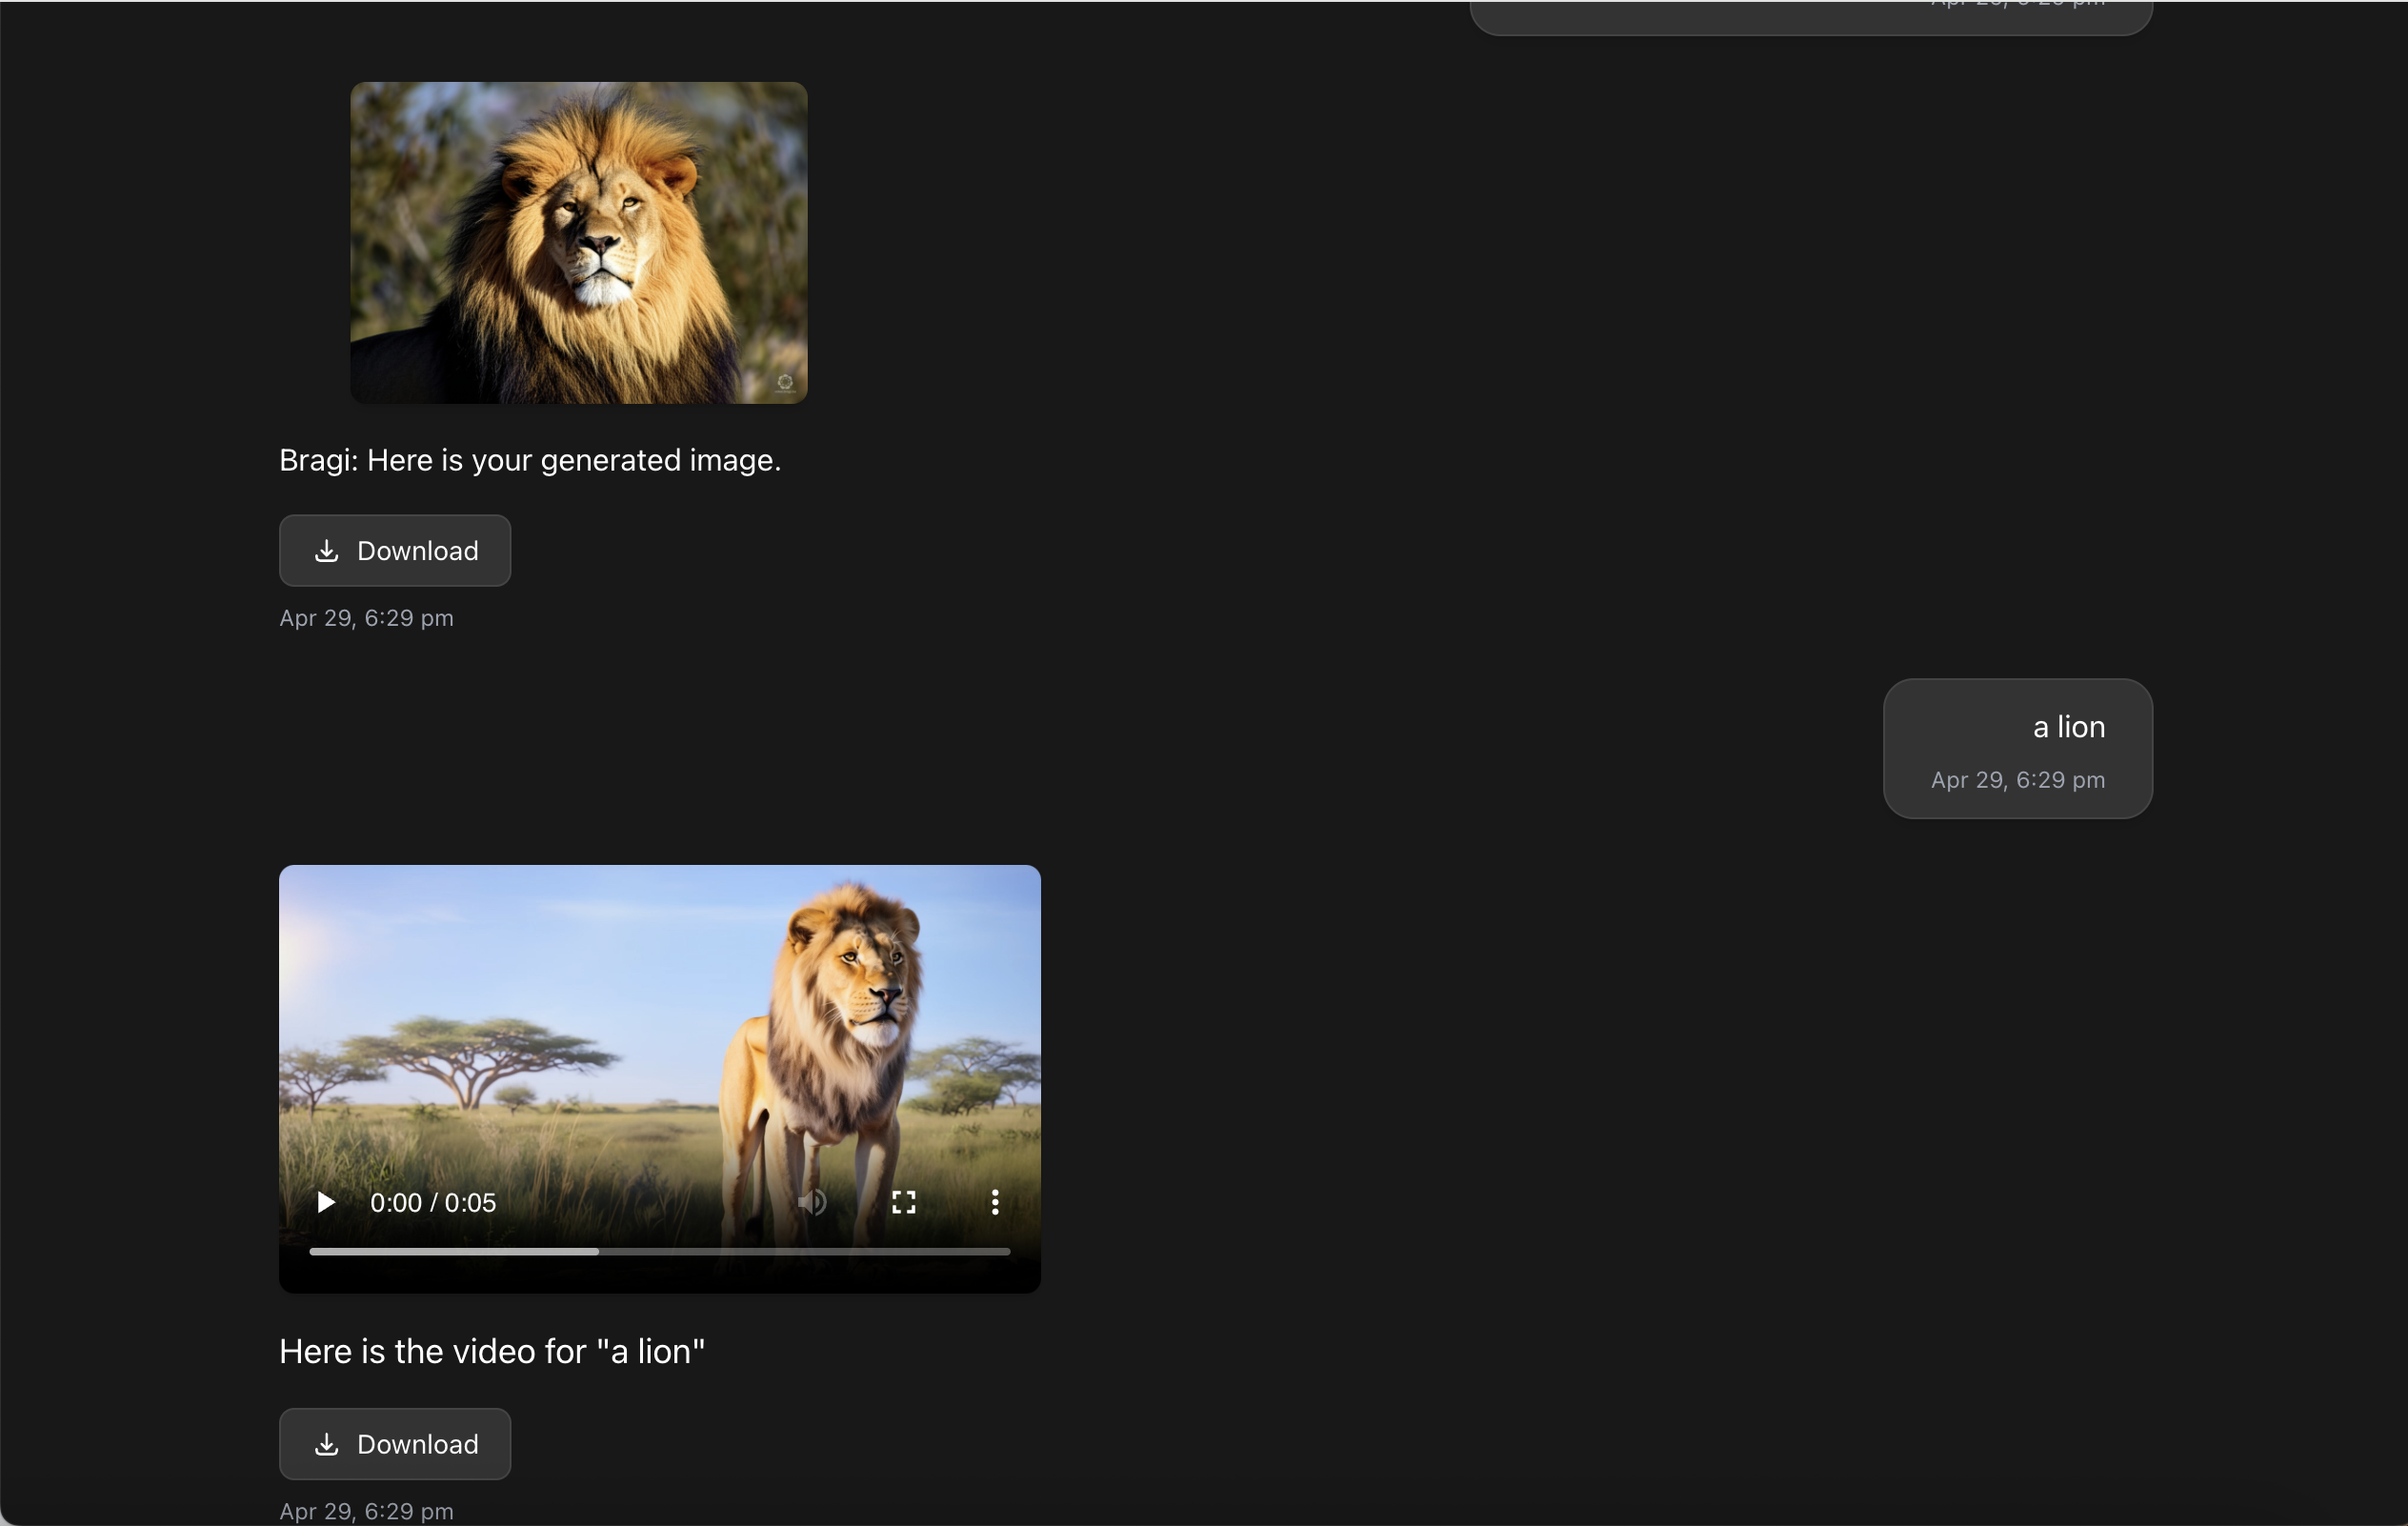 Bragi: Here is your generated image.
Download
Apr 29, 6:29 pm
a lion
Apr 29, 6:29 pm
0:00 / 0:05
Here is the video for "a lion"
Download
Apr 29, 6:29 pm